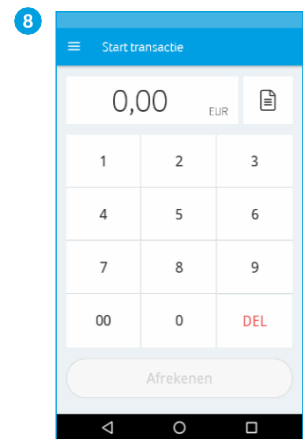 8
Start transactie
0,00 EUR
1 2 3
4 5 6
7 8 9
00 0 DEL
Afrekenen